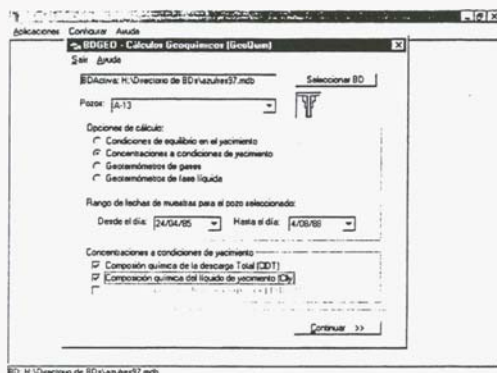 Aplicaciones Configurar Ayuda
BDGEO - Cálculos Geoquímicos (GeoQuim)
Salir Ayuda
BDActiva: H:\Directorio de BDs\azufres97.mdb
Seleccionar BD
Pozos: A-13
Opciones de cálculo:
Condiciones de equilibrio en el yacimiento
Concentraciones a condiciones de yacimiento
Geotermómetros de gases
Geotermómetros de fase líquida
Rango de fechas de muestras para el pozo seleccionado:
Desde el día: 24/04/85 Hasta el día: 4/08/88
Concentraciones a condiciones de yacimiento
Composión química de la descarga Total (CDT)
Composición química del líquido de yacimiento (Cly
Continuar >>
BD: H:\Directorio de BDs\azufres97.mdb